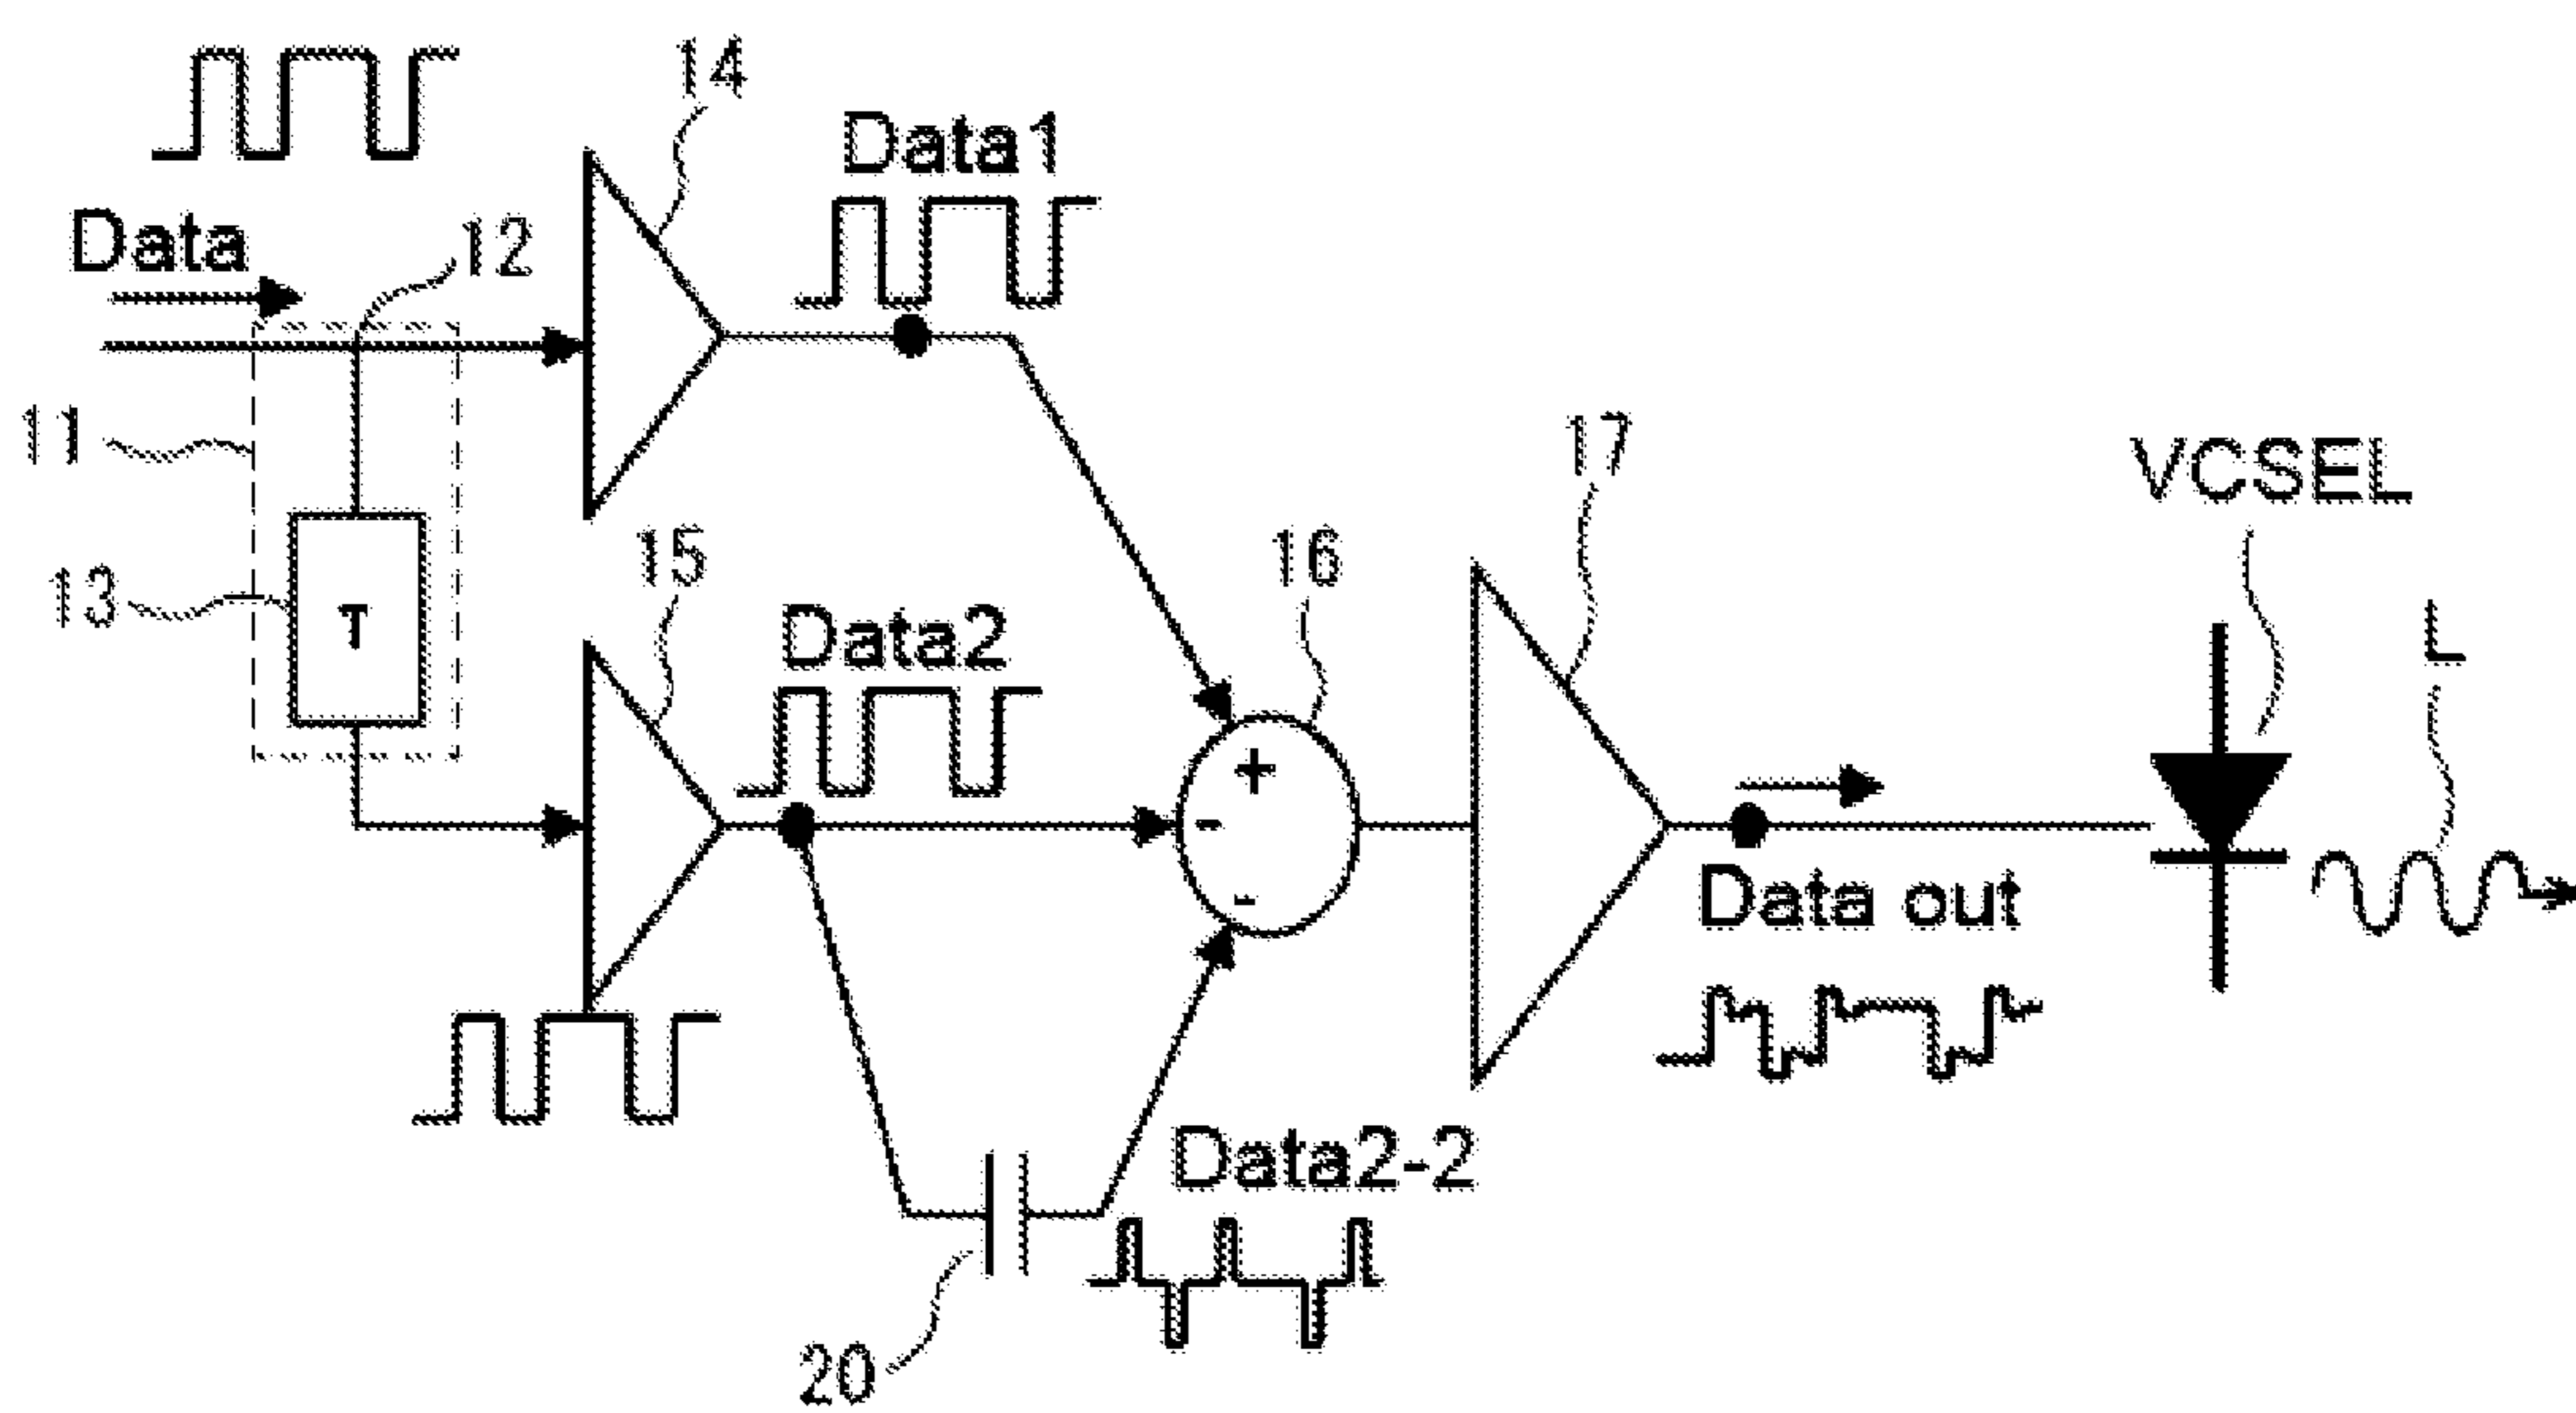 14
Data1
Data
12
11
17
VCSEL
15
16
13
T
Data2
L
+
-
-
Data out
Data2-2
20